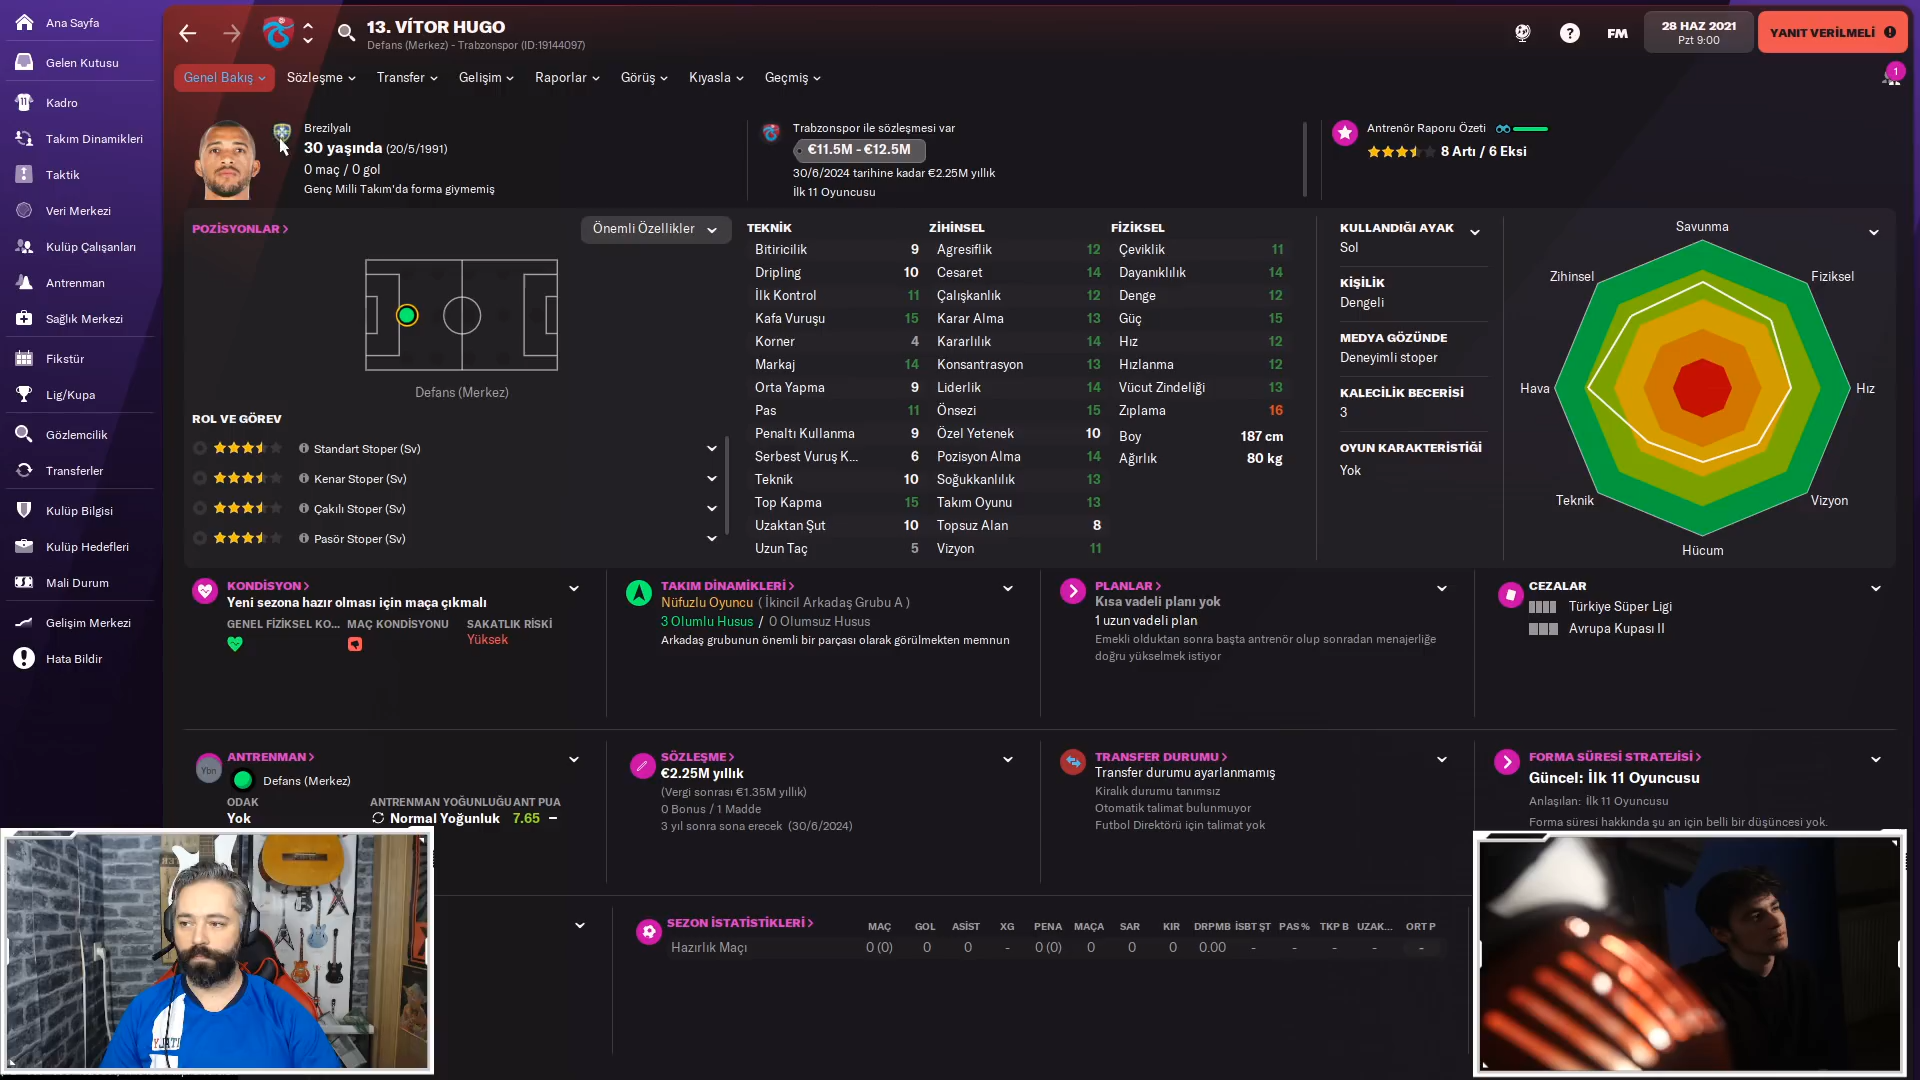 Ana Sayfa
Gelen Kutusu
Kadro
Takım Dinamikleri
Taktik
Veri Merkezi
Kulüp Çalışanları
Antrenman
Sağlık Merkezi
Fikstür
Lig/Kupa
Gözlemcilik
Transferler
Kulüp Bilgisi
Kulüp Hedefleri
Mali Durum
Gelişim Merkezi
Hata Bildir
13. VÍTOR HUGO
Defans (Merkez) - Trabzonspor (ID:19144097)
FM
28 HAZ 2021
Pzt 9:00
YANIT VERİLMELİ
1
Genel Bakış Sözleşme Transfer Gelişim Raporlar Görüş Kıyasla Geçmiş
Brezilyalı
30 yaşında (20/5/1991)
0 maç / 0 gol
Genç Milli Takım'da forma giymemiş
Trabzonspor ile sözleşmesi var
€11.5M - €12.5M
30/6/2024 tarihine kadar €2.25M yıllık
İlk 11 Oyuncusu
Antrenör Raporu Özeti
8 Artı / 6 Eksi
POZİSYONLAR
Önemli Özellikler
Defans (Merkez)
ROL VE GÖREV
Standart Stoper (Sv)
Kenar Stoper (Sv)
Çakılı Stoper (Sv)
Pasör Stoper (Sv)
TEKNİK
Bitiricilik 9
Dripling 10
İlk Kontrol 11
Kafa Vuruşu 15
Korner 4
Markaj 14
Orta Yapma 9
Pas 11
Penaltı Kullanma 9
Serbest Vuruş K... 6
Teknik 10
Top Kapma 15
Uzaktan Şut 10
Uzun Taç 5
ZİHİNSEL
Agresiflik 12
Cesaret 14
Çalışkanlık 12
Karar Alma 13
Kararlılık 14
Konsantrasyon 13
Liderlik 14
Önsezi 15
Özel Yetenek 10
Pozisyon Alma 14
Soğukkanlılık 13
Takım Oyunu 13
Topsuz Alan 8
Vizyon 11
FİZİKSEL
Çeviklik 11
Dayanıklılık 14
Denge 12
Güç 15
Hız 12
Hızlanma 12
Vücut Zindeliği 13
Zıplama 16
Boy 187 cm
Ağırlık 80 kg
KULLANDIĞI AYAK
Sol
KİŞİLİK
Dengeli
MEDYA GÖZÜNDE
Deneyimli stoper
KALECİLİK BECERİSİ
3
OYUN KARAKTERİSTİĞİ
Yok
Savunma
Zihinsel
Fiziksel
Hava
Hız
Teknik
Vizyon
Hücum
KONDİSYON
Yeni sezona hazır olması için maça çıkmalı
GENEL FİZİKSEL KO... MAÇ KONDİSYONU SAKATLIK RİSKİ
Yüksek
TAKIM DİNAMİKLERİ
Nüfuzlu Oyuncu ( İkincil Arkadaş Grubu A )
3 Olumlu Husus / 0 Olumsuz Husus
Arkadaş grubunun önemli bir parçası olarak görülmekten memnun
PLANLAR
Kısa vadeli planı yok
1 uzun vadeli plan
Emekli olduktan sonra başta antrenör olup sonradan menajerliğe
doğru yükselmek istiyor
CEZALAR
Türkiye Süper Ligi
Avrupa Kupası II
ANTRENMAN
Ybn
Defans (Merkez)
ODAK ANTRENMAN YOĞUNLUĞU ANT PUA
Yok Normal Yoğunluk 7.65 –
SÖZLEŞME
€2.25M yıllık
(Vergi sonrası €1.35M yıllık)
0 Bonus / 1 Madde
3 yıl sonra sona erecek (30/6/2024)
TRANSFER DURUMU
Transfer durumu ayarlanmamış
Kiralık durumu tanımsız
Otomatik talimat bulunmuyor
Futbol Direktörü için talimat yok
FORMA SÜRESİ STRATEJİSİ
Güncel: İlk 11 Oyuncusu
Anlaşılan: İlk 11 Oyuncusu
Forma süresi hakkında şu an için belli bir düşüncesi yok.
SEZON İSTATİSTİKLERİ MAÇ GOL ASİST XG PENA MAÇA SAR KIR DRPMB İSBT ŞT PAS % TKP B UZAK... ORT P
Hazırlık Maçı 0 (0) 0 0 - 0 (0) 0 0 0 0.00 - - - - -